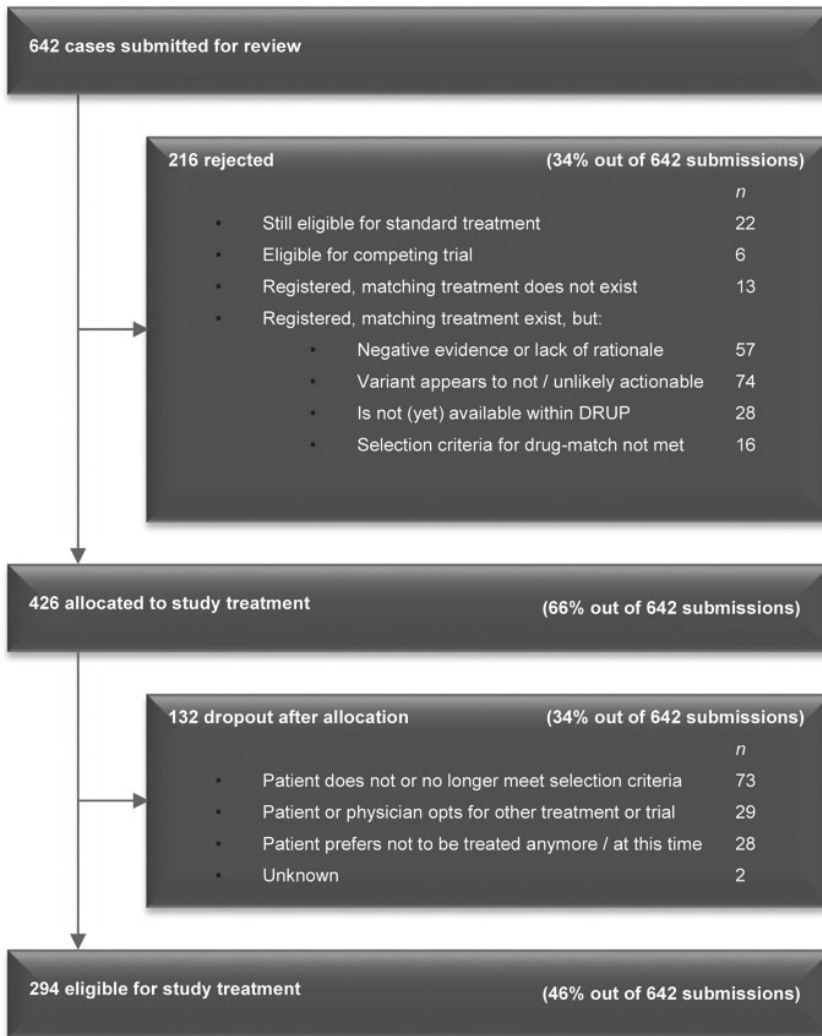 642 cases submitted for review
216 rejected (34% out of 642 submissions)
n
• Still eligible for standard treatment 22
• Eligible for competing trial 6
• Registered, matching treatment does not exist 13
• Registered, matching treatment exist, but:
• Negative evidence or lack of rationale 57
• Variant appears to not / unlikely actionable 74
• Is not (yet) available within DRUP 28
• Selection criteria for drug-match not met 16
426 allocated to study treatment (66% out of 642 submissions)
132 dropout after allocation (34% out of 642 submissions)
n
• Patient does not or no longer meet selection criteria 73
• Patient or physician opts for other treatment or trial 29
• Patient prefers not to be treated anymore / at this time 28
• Unknown 2
294 eligible for study treatment (46% out of 642 submissions)